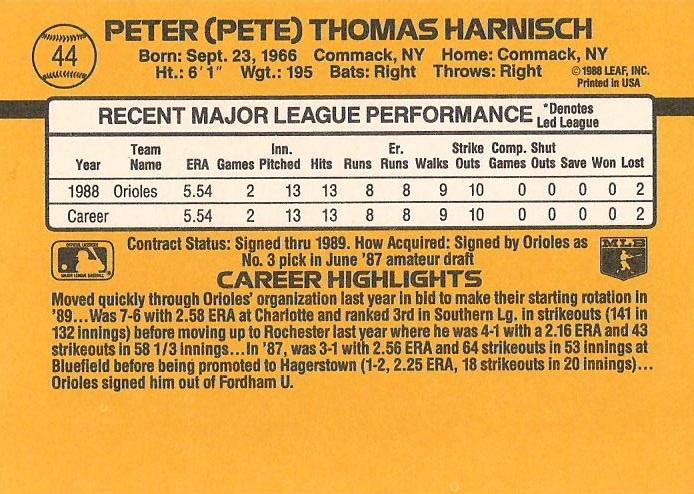 44
PETER (PETE) THOMAS HARNISCH
Born: Sept. 23, 1966 Commack, NY Home: Commack, NY
Ht.: 6' 1" Wgt.: 195 Bats: Right Throws: Right
©1988 LEAF, INC.
Printed in USA
RECENT MAJOR LEAGUE PERFORMANCE *Denotes Led League
Year Team Name ERA Games Inn. Pitched Hits Runs Er. Runs Walks Strike Outs Comp. Games Shut Outs Save Won Lost
1988 Orioles 5.54 2 13 13 8 8 9 10 0 0 0 0 2
Career 5.54 2 13 13 8 8 9 10 0 0 0 0 2
Contract Status: Signed thru 1989. How Acquired: Signed by Orioles as
No. 3 pick in June '87 amateur draft
MLB
CAREER HIGHLIGHTS
Moved quickly through Orioles' organization last year in bid to make their starting rotation in
'89...Was 7-6 with 2.58 ERA at Charlotte and ranked 3rd in Southern Lg. in strikeouts (141 in
132 innings) before moving up to Rochester last year where he was 4-1 with a 2.16 ERA and 43
strikeouts in 58 1/3 innings...In '87, was 3-1 with 2.56 ERA and 64 strikeouts in 53 innings at
Bluefield before being promoted to Hagerstown (1-2, 2.25 ERA, 18 strikeouts in 20 innings)...
Orioles signed him out of Fordham U.